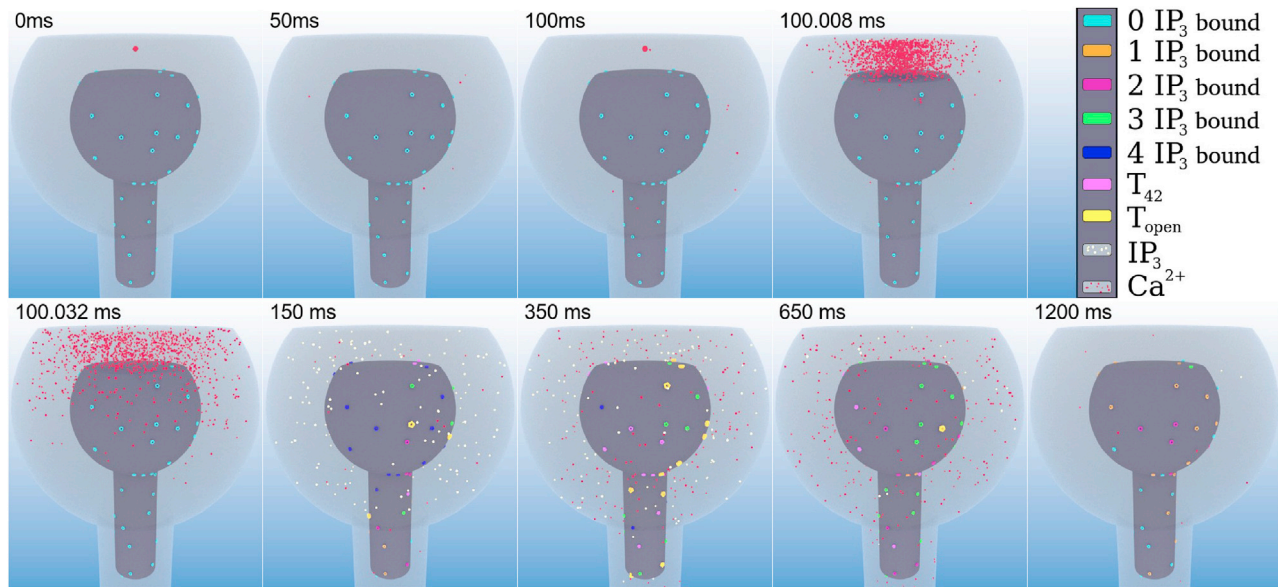 0ms
50ms
100ms
100.008 ms
0 IP₃ bound
1 IP₃ bound
2 IP₃ bound
3 IP₃ bound
4 IP₃ bound
T₄₂
Tₒₚₑₙ
IP₃
Ca²⁺
100.032 ms
150 ms
350 ms
650 ms
1200 ms